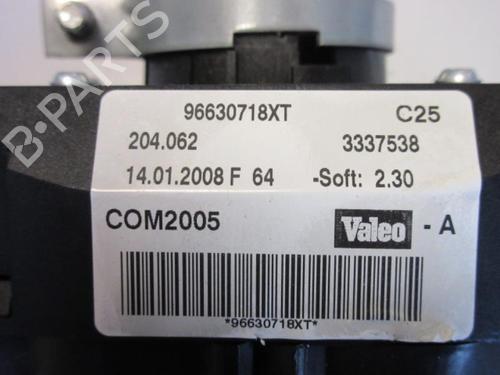 B-PARTS
96630718XT C25
204.062 3337538
14.01.2008 F 64 -Soft: 2.30
COM2005 Valeo - A
*96630718XT*